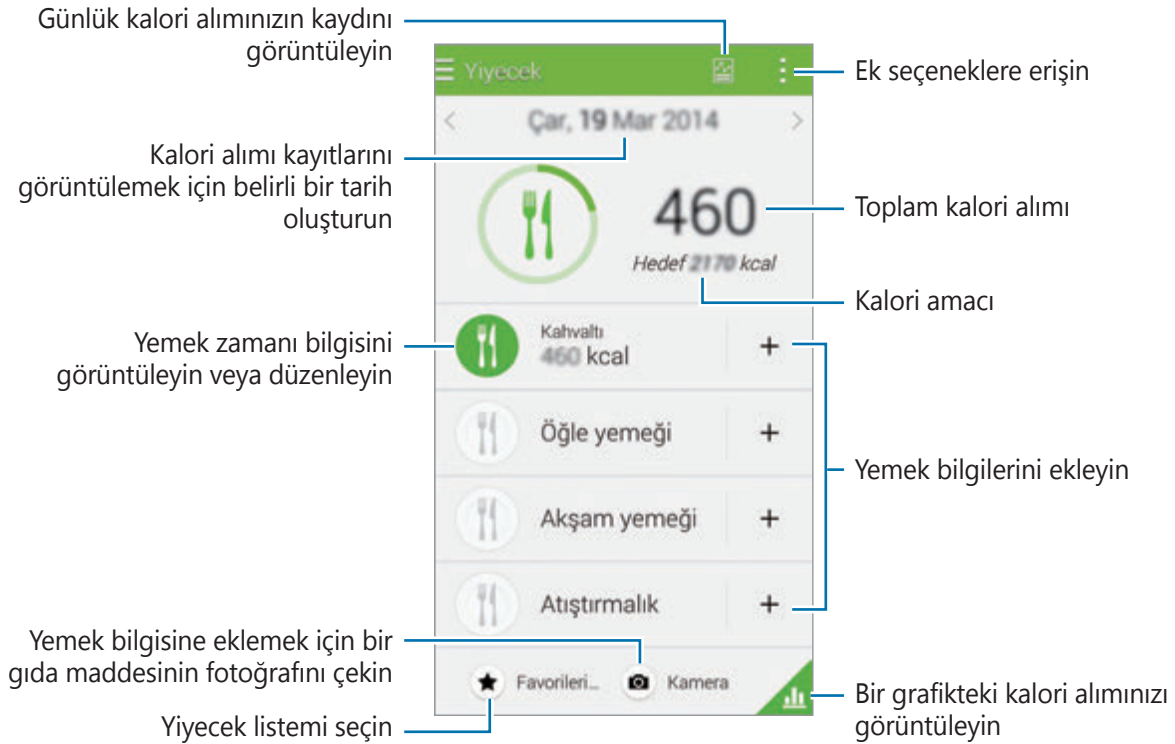 Günlük kalori alımınızın kaydını
görüntüleyin
Yiyecek
Ek seçeneklere erişin
Çar, 19 Mar 2014
Kalori alımı kayıtlarını
görüntülemek için belirli bir tarih
oluşturun
460
Toplam kalori alımı
Hedef 2170 kcal
Kalori amacı
Yemek zamanı bilgisini
görüntüleyin veya düzenleyin
Kahvaltı
460 kcal
Öğle yemeği
Yemek bilgilerini ekleyin
Akşam yemeği
Atıştırmalık
Yemek bilgisine eklemek için bir
gıda maddesinin fotoğrafını çekin
Favorileri...
Kamera
Yiyecek listemi seçin
Bir grafikteki kalori alımınızı
görüntüleyin